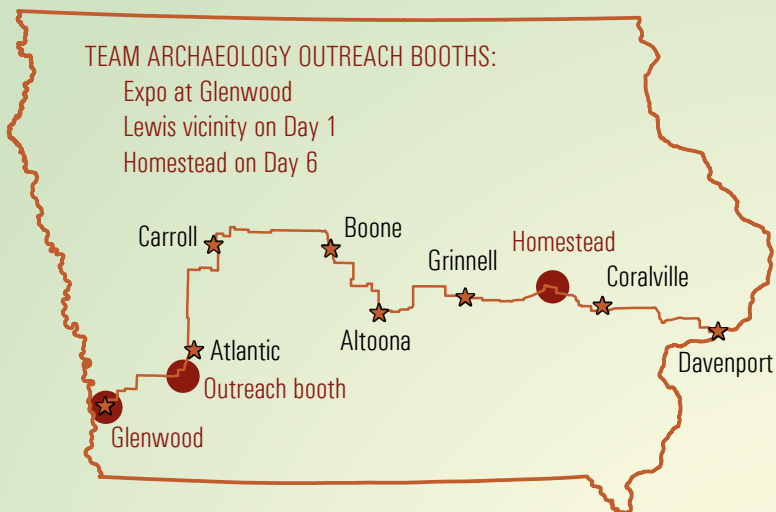 TEAM ARCHAEOLOGY OUTREACH BOOTHS:
Expo at Glenwood
Lewis vicinity on Day 1
Homestead on Day 6
Carroll
Boone
Homestead
Grinnell
Coralville
Altoona
Atlantic
Davenport
Outreach booth
Glenwood